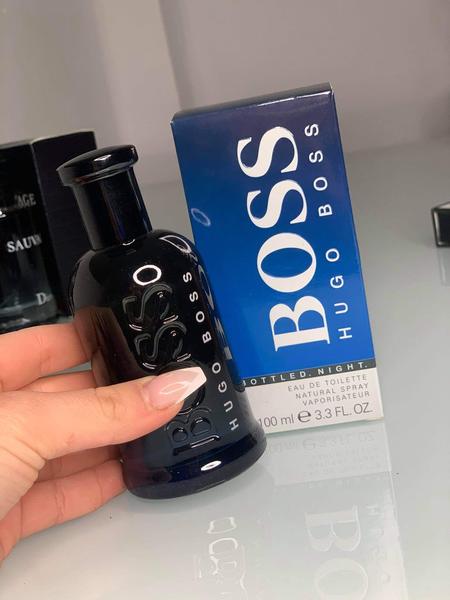 SAUV
BOSS
HUGO BOSS
BOSS
HUGO BOSS
BOTTLED. NIGHT.
EAU DE TOILETTE
NATURAL SPRAY
VAPORISATEUR
100 ml ℮ 3.3 FL. OZ.